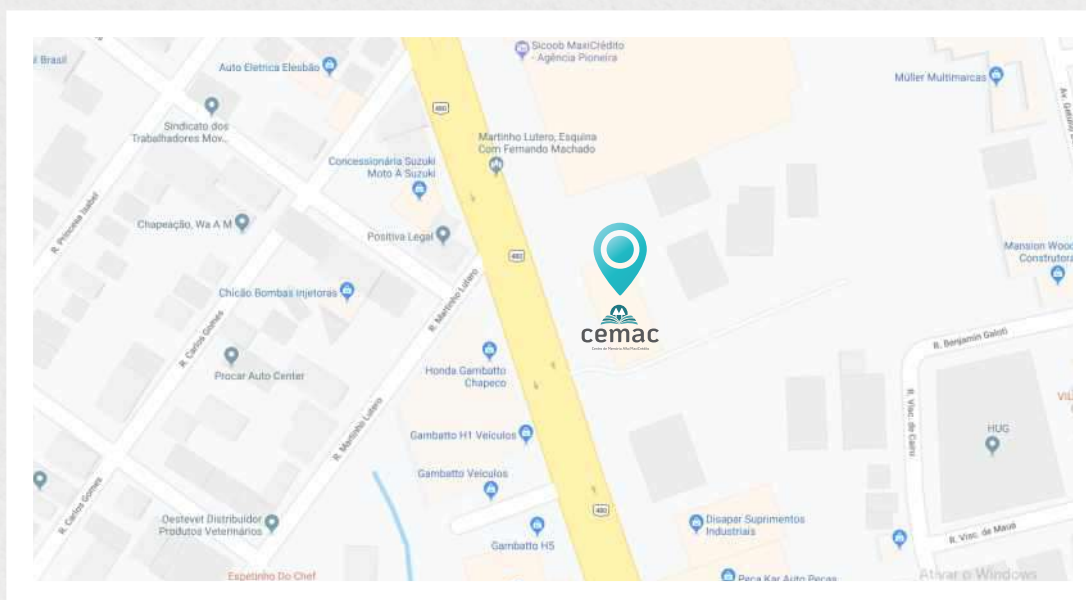 Brasil
Auto Eletrica Eleubão
Sicoob MaxiCrédito
- Agência Pioneira
Müller Multimarcas
480
Sindicato dos
Trabalhadores Mov...
Martinho Lutero, Esquina
Com Fernando Machado
Concessionária Suzuki
Moto A Suzuki
R. Princesa Isabel
Chapeação, Wa A M
Positiva Legal
480
Mansion Wood
Construtora
Chicão Bombas Injetoras
R. Martinho Lutero
cemac
R. Carlos Gomes
R. Benjamin Galoti
Honda Gambatto
Chapeco
Procar Auto Center
R. Visc. de Cairu
R. Martinho Lutero
Gambatto H1 Veículos
HUG
Gambatto Veículos
R. Carlos Gomes
480
Oestevet Distribuidor
Produtos Veterinários
Disaper Suprimentos
Industriais
R. Visc. de Mauá
Gambatto H5
Espetinho Do Chef
Peça Kar Auto Peças
Ativar o Windows